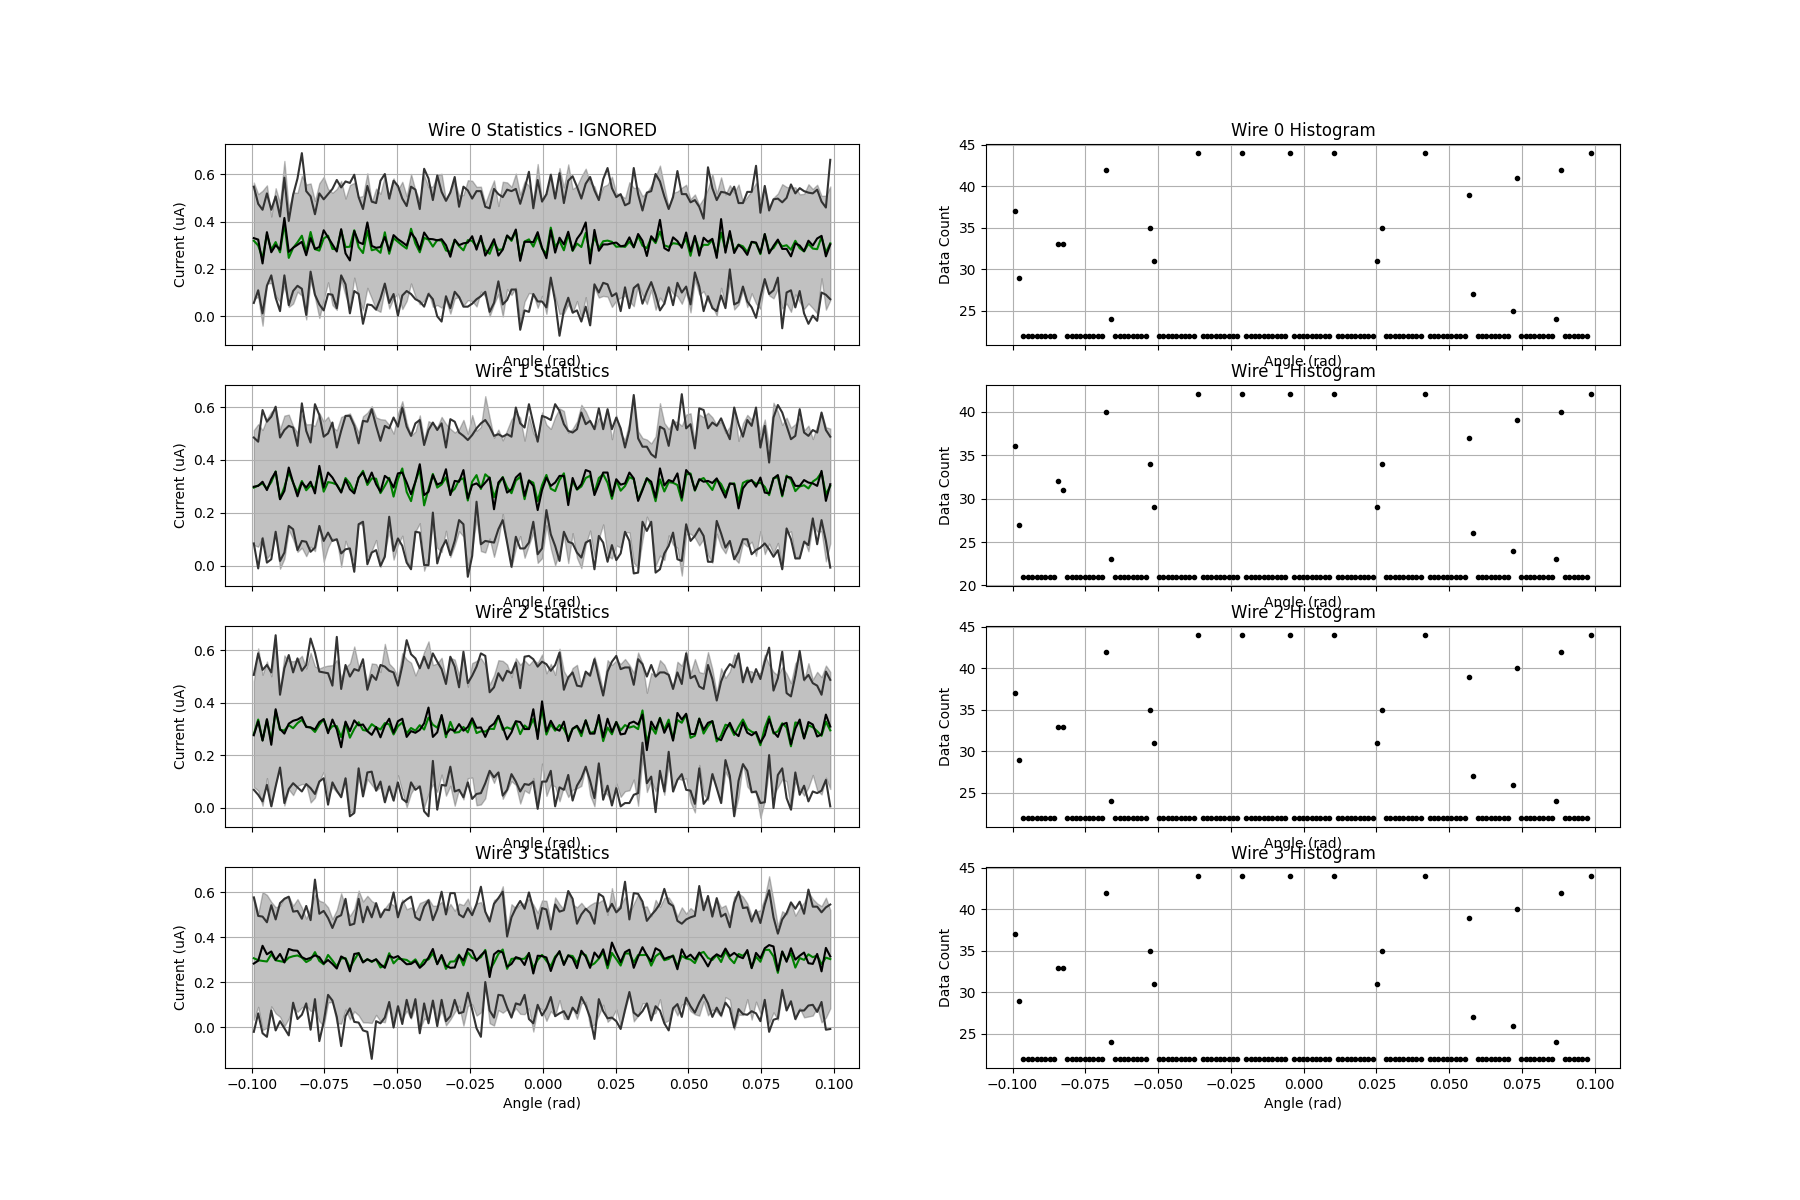 Wire 0 Statistics - IGNORED
Current (uA)
0.6
0.4
0.2
0.0
Angle (rad)
Wire 0 Histogram
Data Count
45
40
35
30
25
Angle (rad)
Wire 1 Statistics
Current (uA)
0.6
0.4
0.2
0.0
Angle (rad)
Wire 1 Histogram
Data Count
40
35
30
25
20
Angle (rad)
Wire 2 Statistics
Current (uA)
0.6
0.4
0.2
0.0
Angle (rad)
Wire 2 Histogram
Data Count
45
40
35
30
25
Angle (rad)
Wire 3 Statistics
Current (uA)
0.6
0.4
0.2
0.0
−0.100 −0.075 −0.050 −0.025 0.000 0.025 0.050 0.075 0.100
Angle (rad)
Wire 3 Histogram
Data Count
45
40
35
30
25
−0.100 −0.075 −0.050 −0.025 0.000 0.025 0.050 0.075 0.100
Angle (rad)